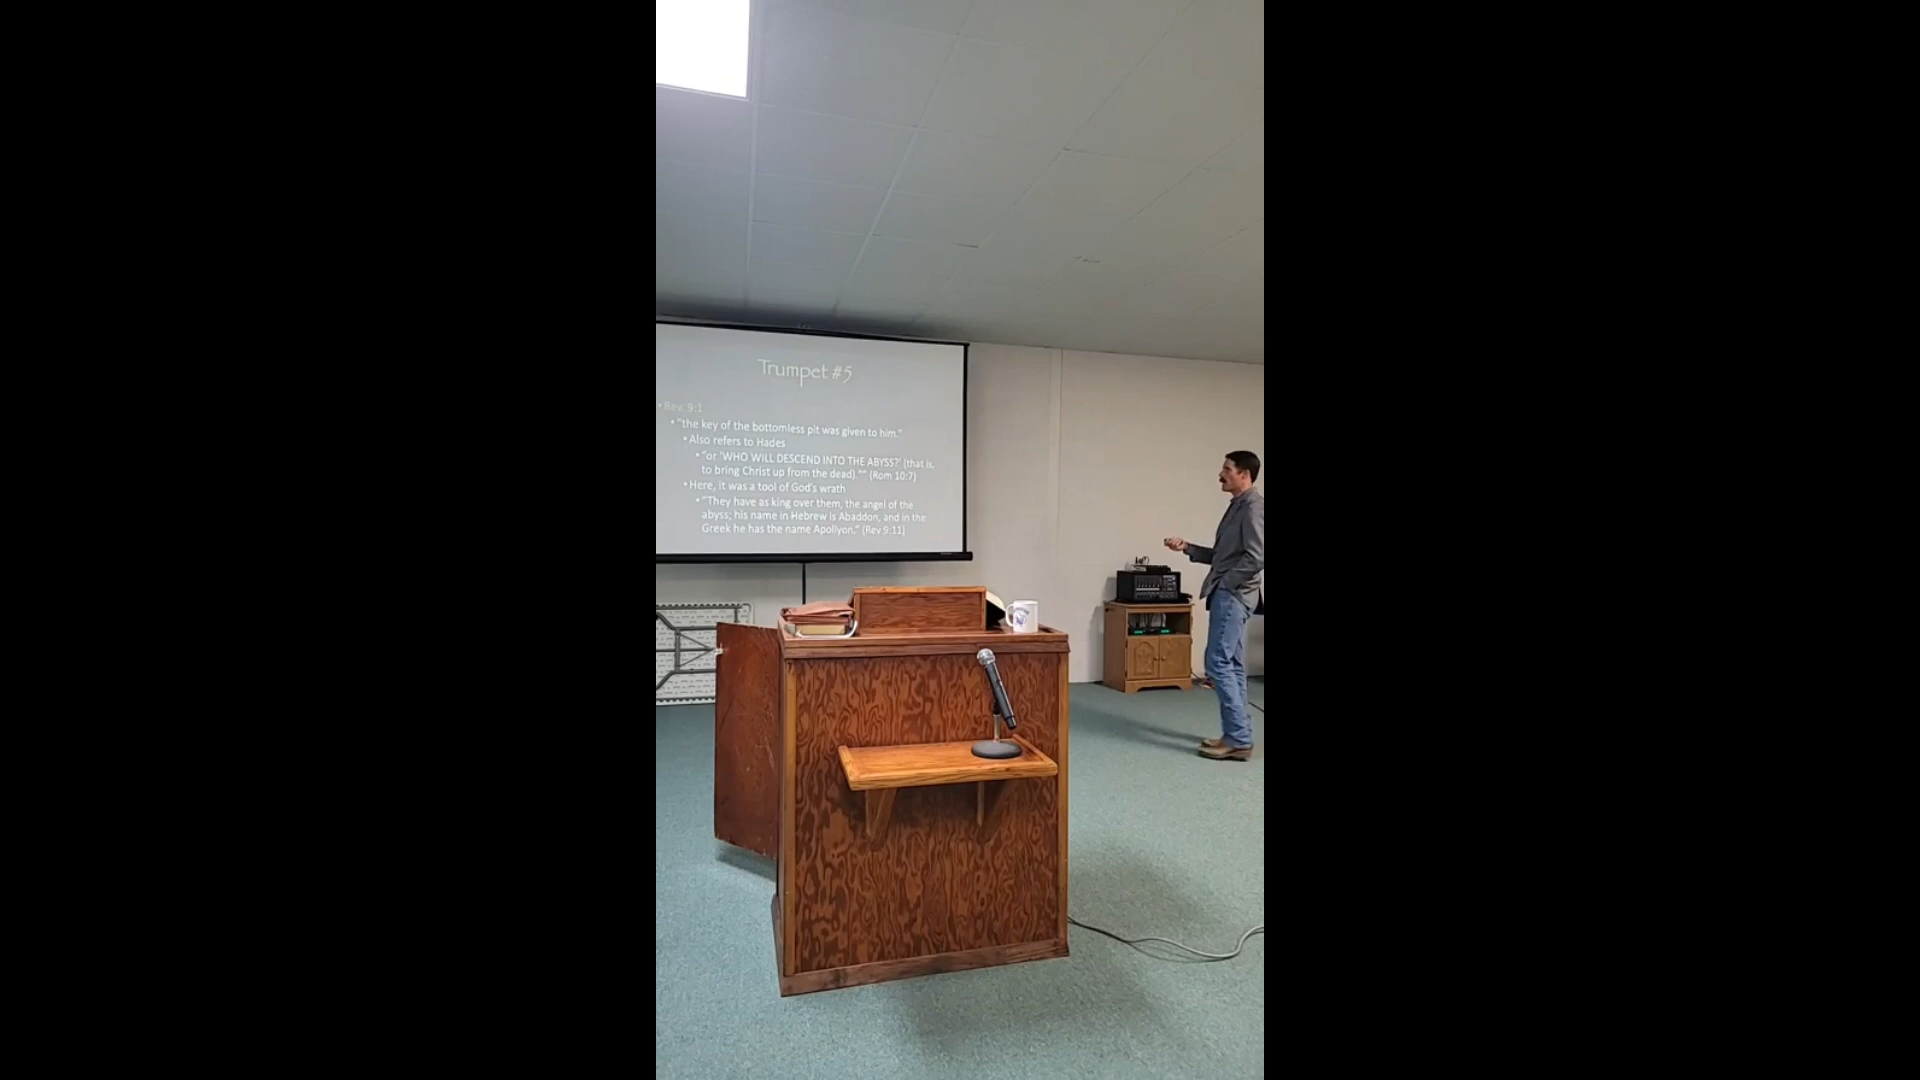 Trumpet #5
• Rev. 9:1
• "the key of the bottomless pit was given to him."
• Also refers to Hades
• "or 'WHO WILL DESCEND INTO THE ABYSS?' (that is,
to bring Christ up from the dead)."" (Rom 10:7)
• Here, it was a tool of God's wrath
• "They have as king over them, the angel of the
abyss; his name in Hebrew is Abaddon, and in the
Greek he has the name Apollyon." (Rev 9:11)